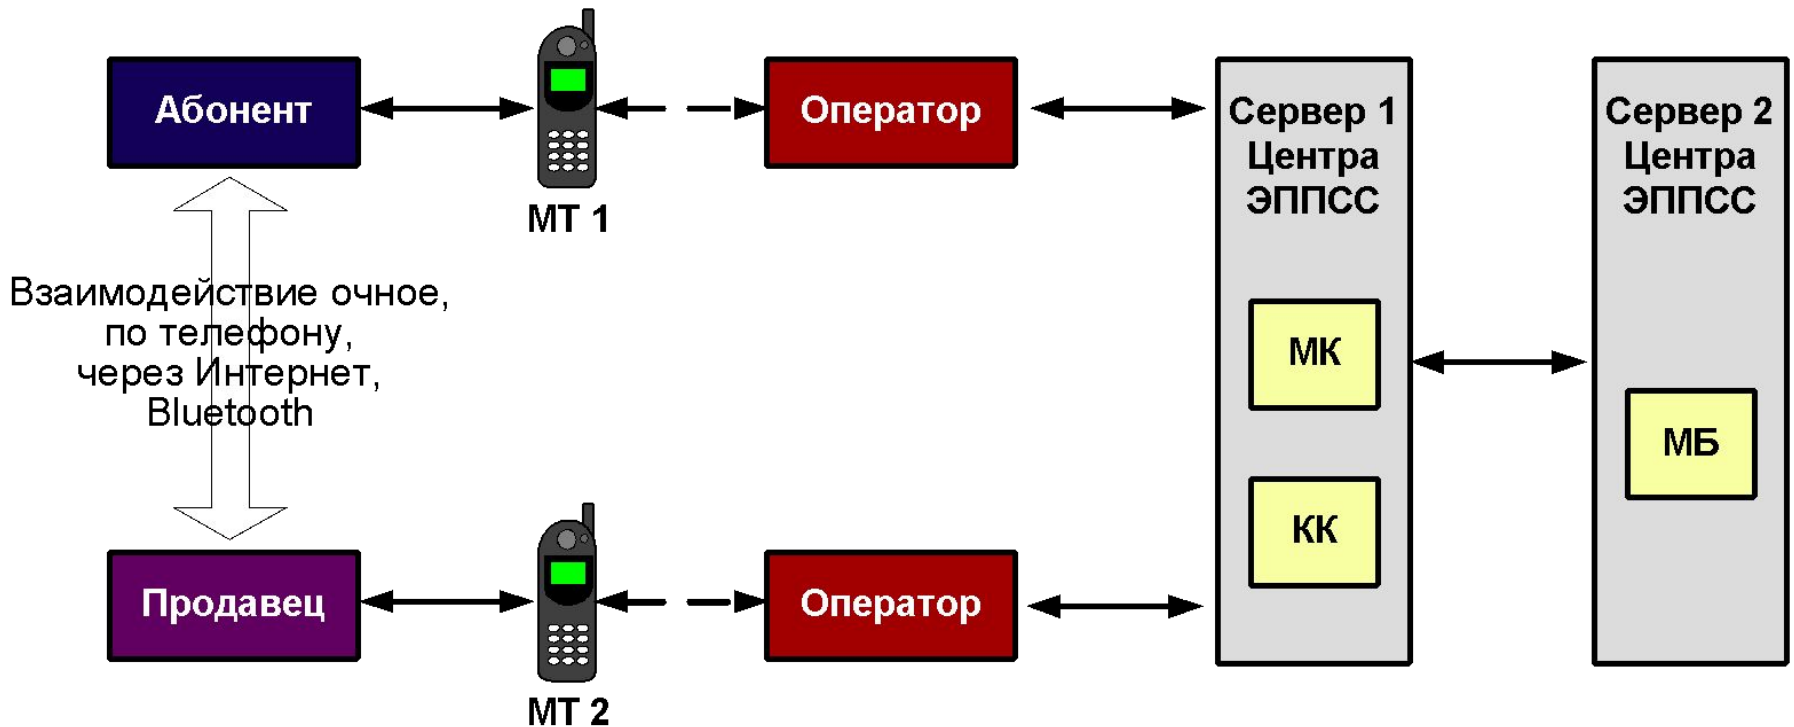 Абонент
МТ 1
Оператор
Сервер 1
Центра
ЭППСС
Сервер 2
Центра
ЭППСС
Взаимодействие очное,
по телефону,
через Интернет,
Bluetooth
МК
КК
МБ
Продавец
МТ 2
Оператор